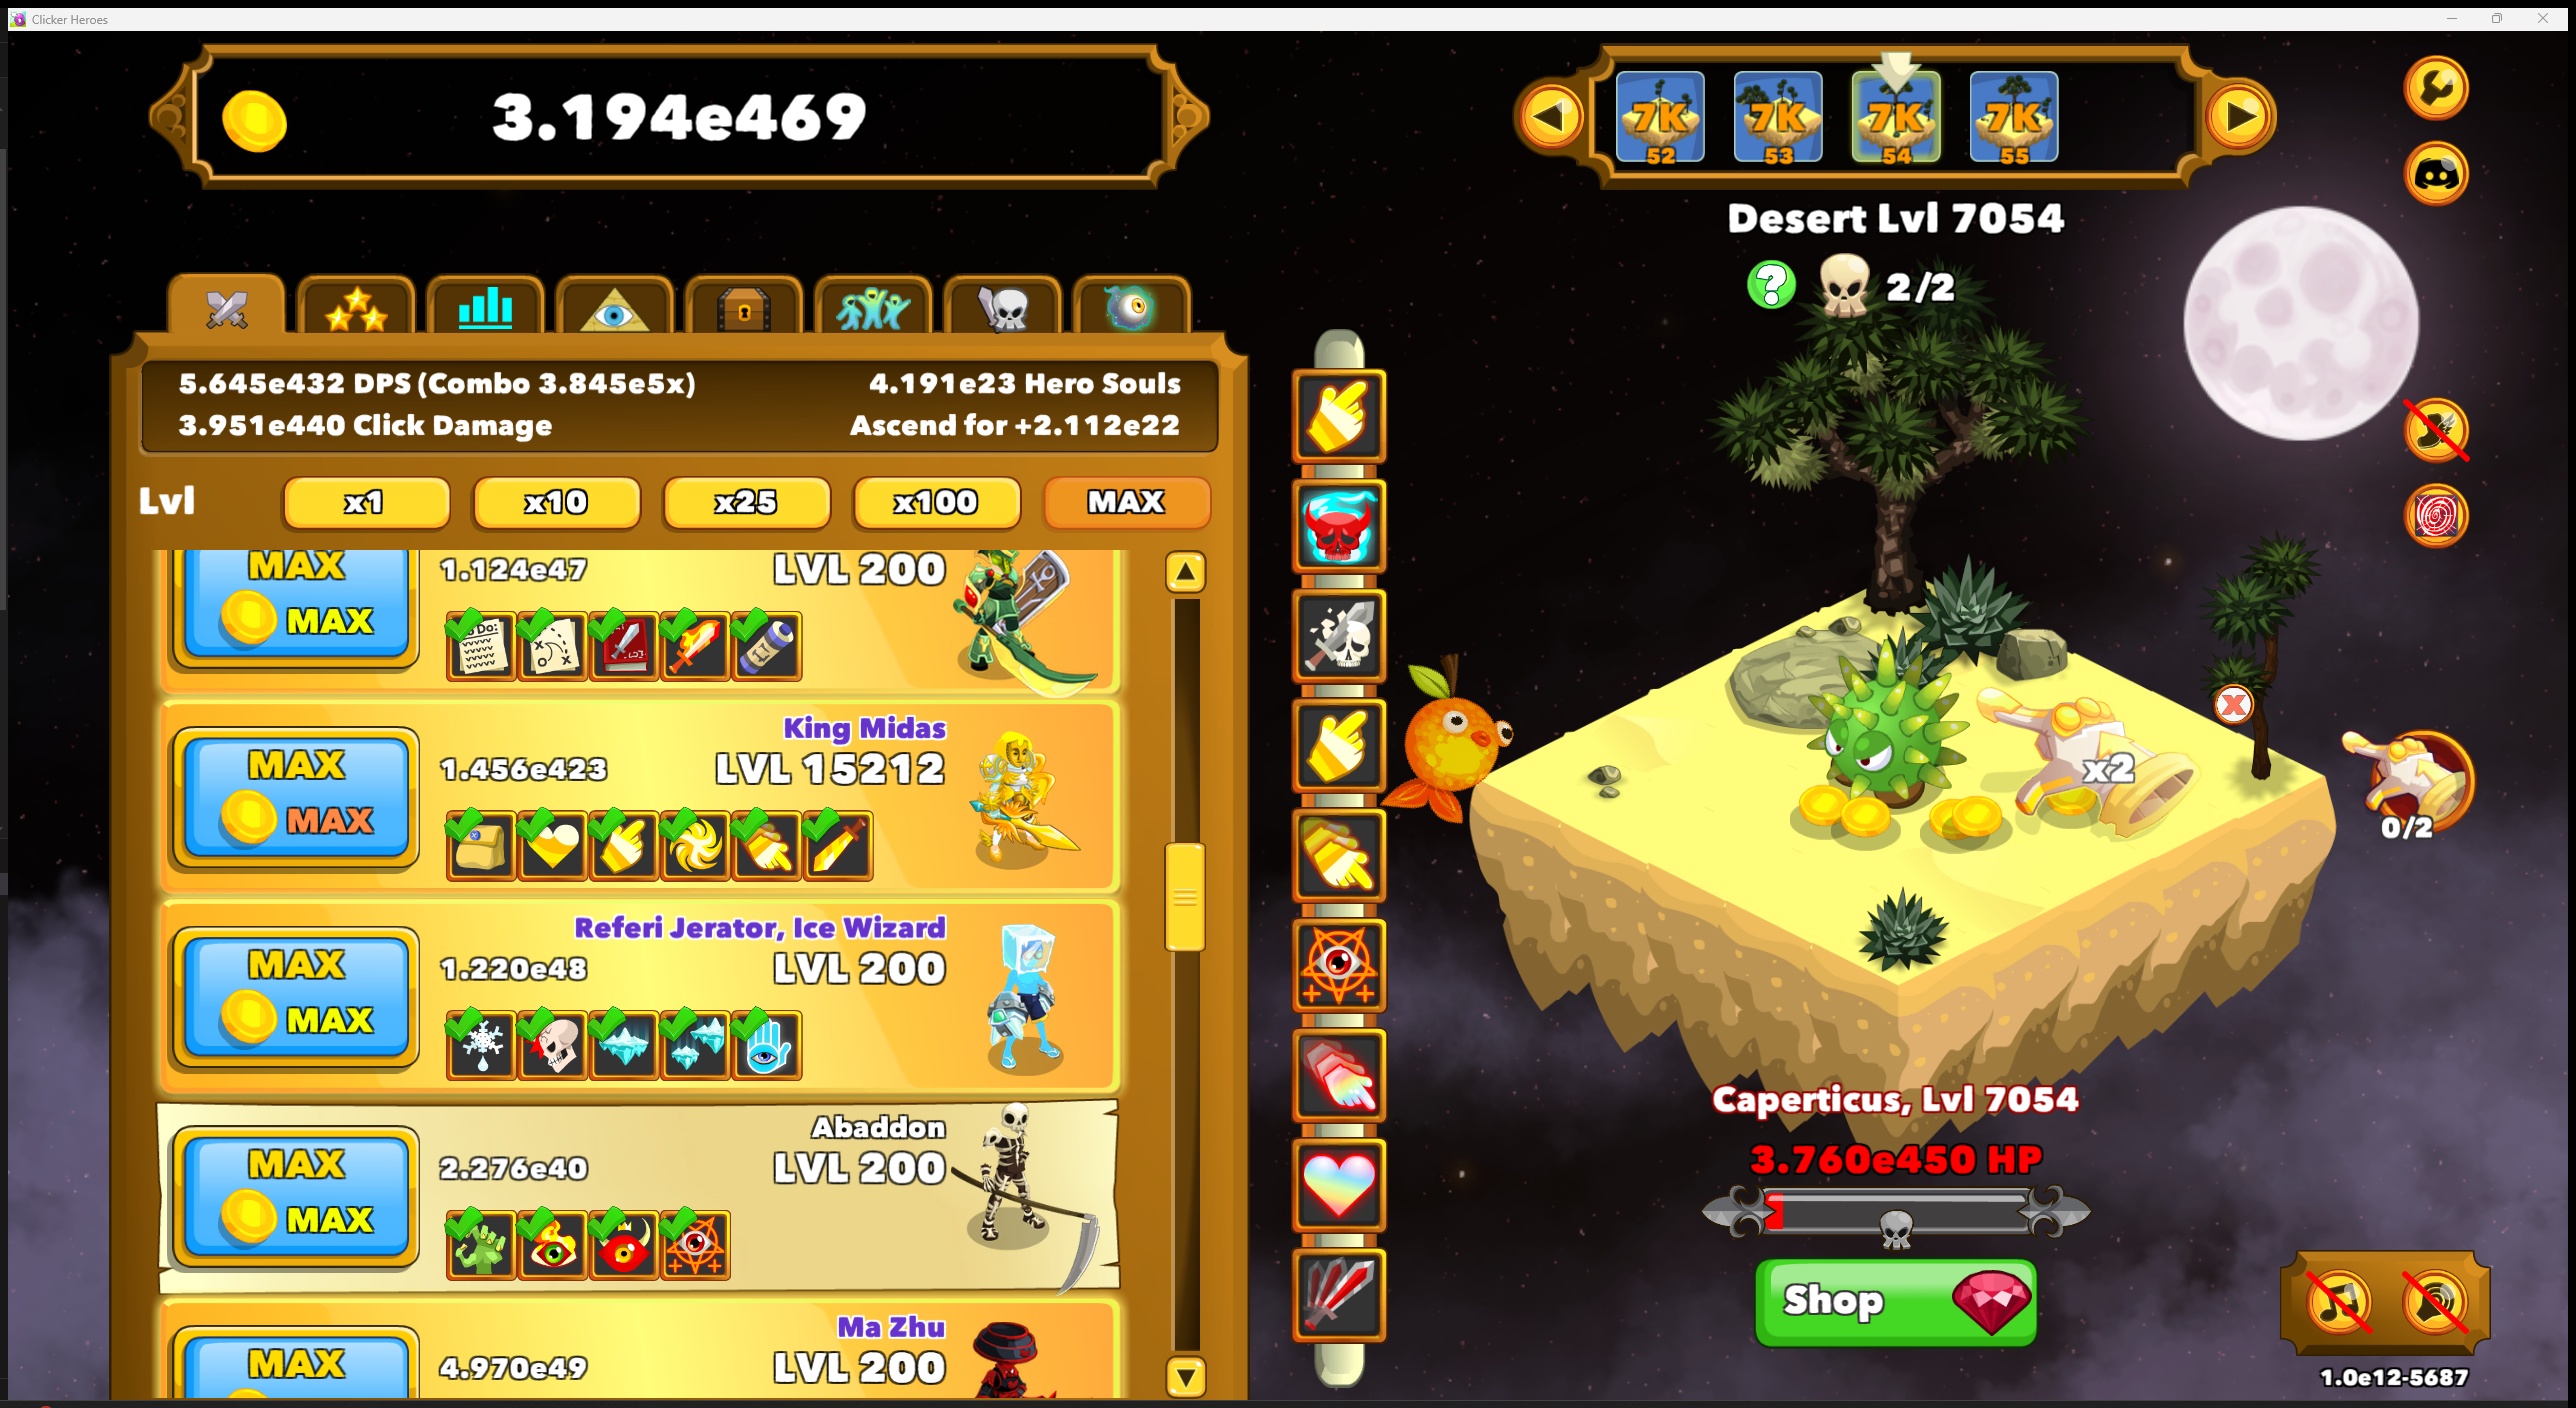 Clicker Heroes
3.194e469
7K
52
7K
53
7K
54
7K
55
Desert Lvl 7054
2/2
5.645e432 DPS (Combo 3.845e5x)
4.191e23 Hero Souls
3.951e440 Click Damage
Ascend for +2.112e22
Lvl
x1
x10
x25
x100
MAX
MAX
MAX
1.124e47
LVL 200
Do:
MAX
MAX
King Midas
1.456e423
LVL 15212
MAX
MAX
Referi Jerator, Ice Wizard
1.220e48
LVL 200
MAX
MAX
Abaddon
2.276e40
LVL 200
MAX
Ma Zhu
4.970e49
LVL 200
x2
0/2
Caperticus, Lvl 7054
3.760e450 HP
Shop
1.0e12-5687